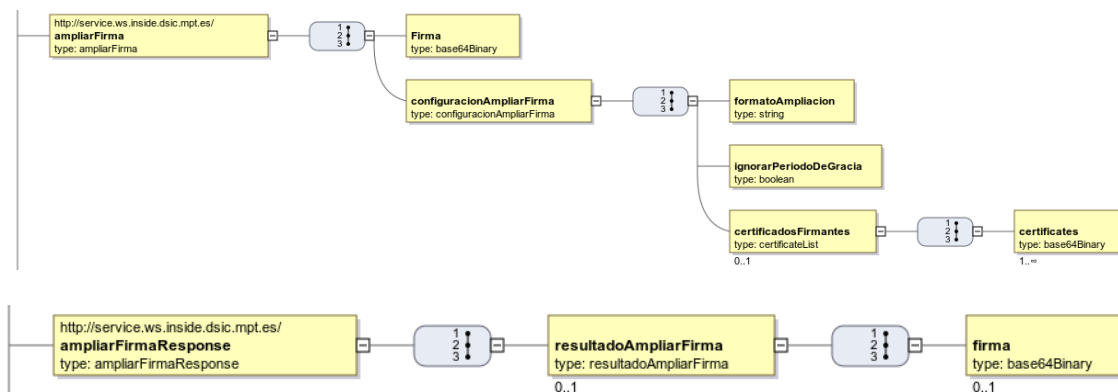 http://service.ws.inside.dsic.mpt.es/
ampliarFirma
type: ampliarFirma
1
2
3
Firma
type: base64Binary
configuracionAmpliarFirma
type: configuracionAmpliarFirma
1
2
3
formatoAmpliacion
type: string
ignorarPeriodoDeGracia
type: boolean
certificadosFirmantes
type: certificateList
0..1
1
2
3
certificates
type: base64Binary
1..∞
http://service.ws.inside.dsic.mpt.es/
ampliarFirmaResponse
type: ampliarFirmaResponse
1
2
3
resultadoAmpliarFirma
type: resultadoAmpliarFirma
0..1
1
2
3
firma
type: base64Binary
0..1